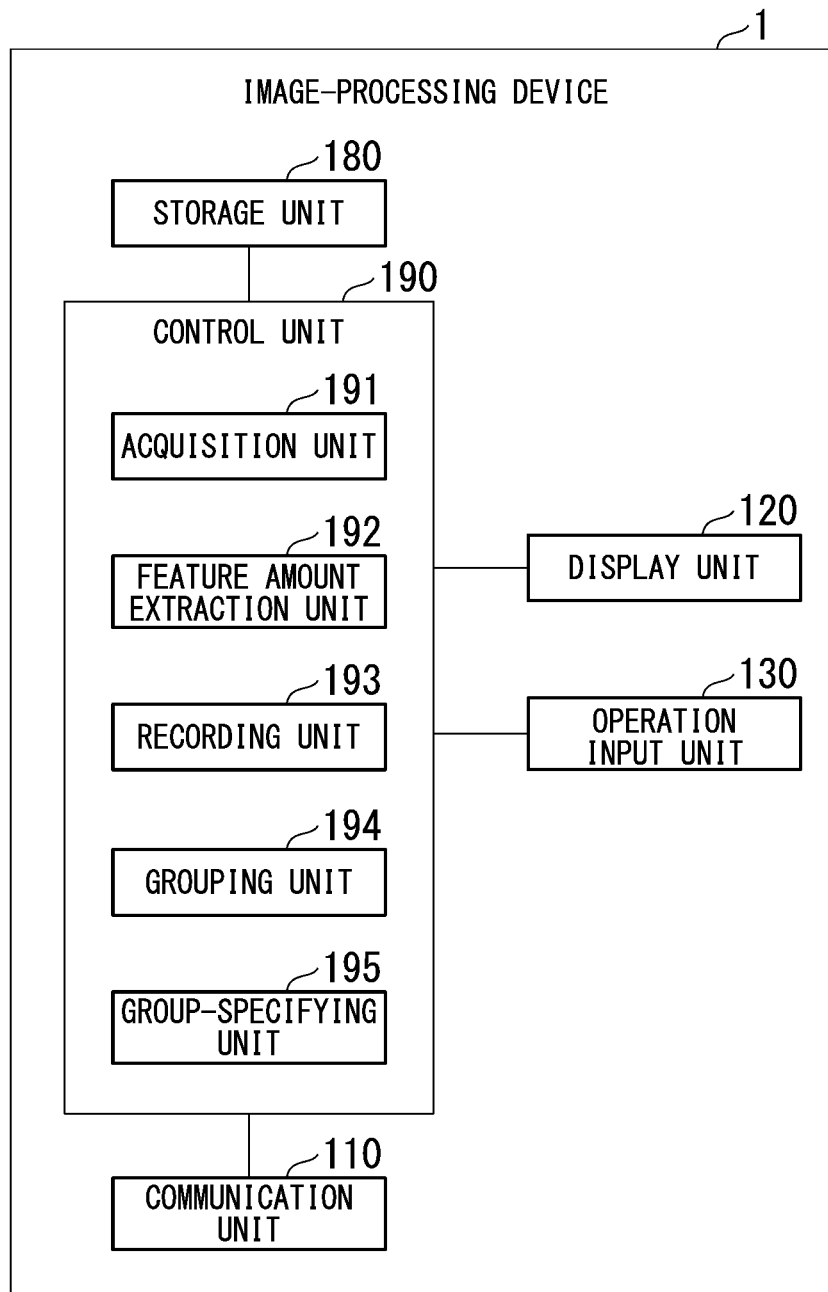 1
IMAGE-PROCESSING DEVICE
180
STORAGE UNIT
190
CONTROL UNIT
191
ACQUISITION UNIT
192
FEATURE AMOUNT
EXTRACTION UNIT
120
DISPLAY UNIT
193
RECORDING UNIT
130
OPERATION
INPUT UNIT
194
GROUPING UNIT
195
GROUP-SPECIFYING
UNIT
110
COMMUNICATION
UNIT